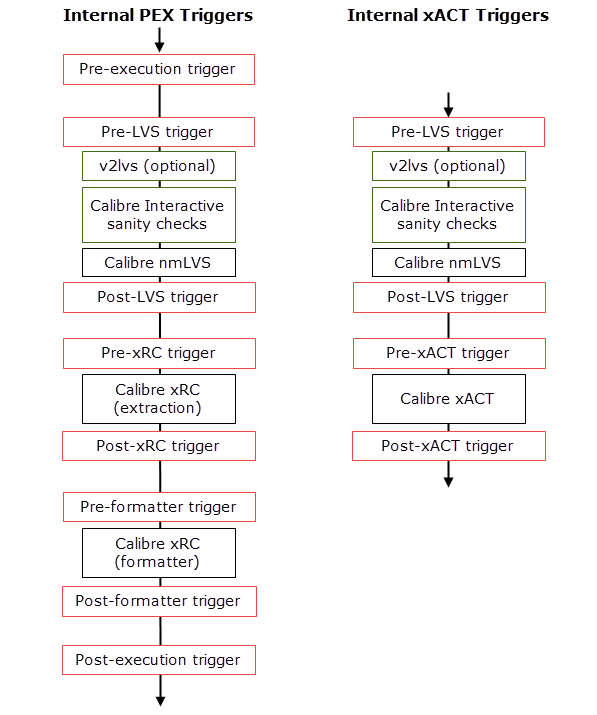 Internal PEX Triggers
Pre-execution trigger
Pre-LVS trigger
v2lvs (optional)
Calibre Interactive
sanity checks
Calibre nmLVS
Post-LVS trigger
Pre-xRC trigger
Calibre xRC
(extraction)
Post-xRC trigger
Pre-formatter trigger
Calibre xRC
(formatter)
Post-formatter trigger
Post-execution trigger
Internal xACT Triggers
Pre-LVS trigger
v2lvs (optional)
Calibre Interactive
sanity checks
Calibre nmLVS
Post-LVS trigger
Pre-xACT trigger
Calibre xACT
Post-xACT trigger